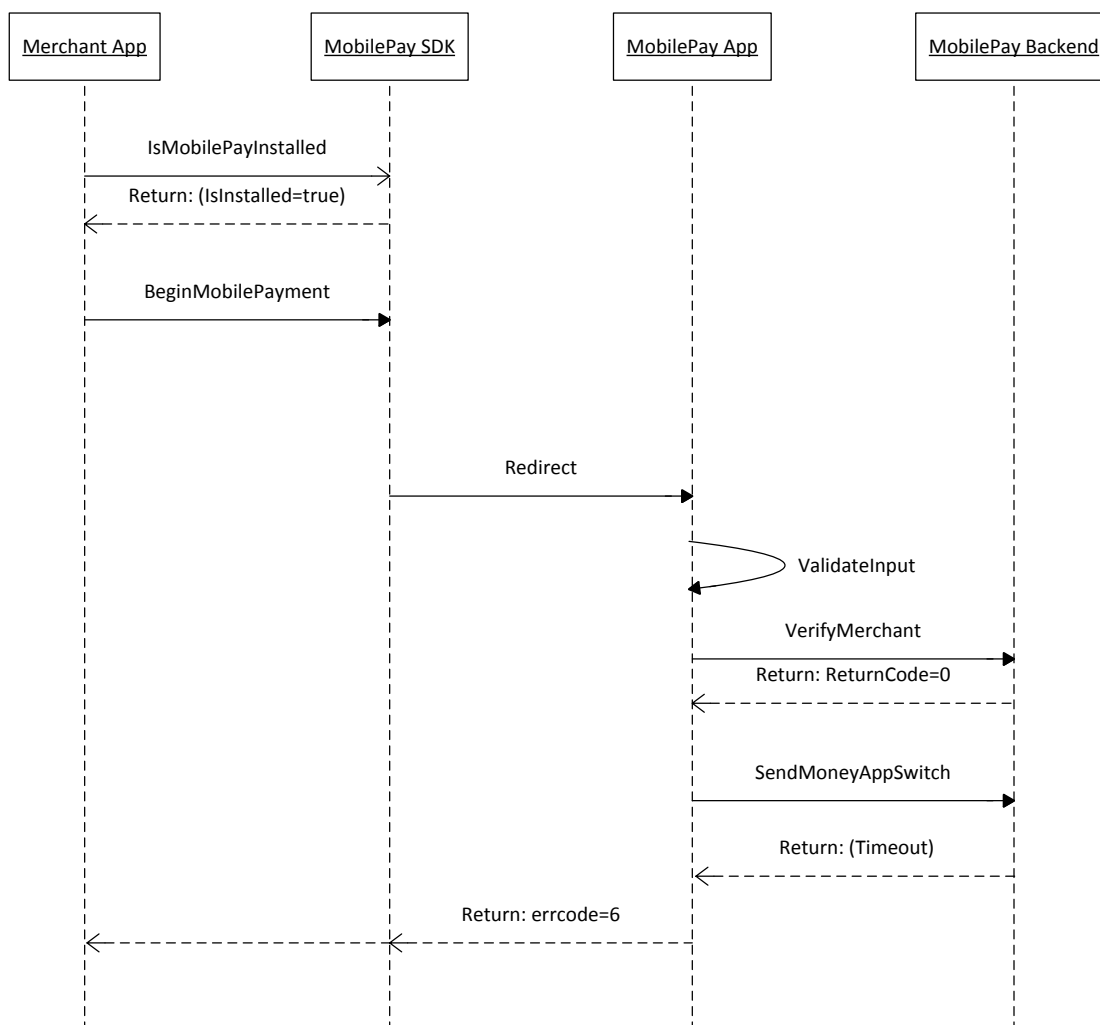 Merchant App
MobilePay SDK
MobilePay App
MobilePay Backend
IsMobilePayInstalled
Return: (IsInstalled=true)
BeginMobilePayment
Redirect
ValidateInput
VerifyMerchant
Return: ReturnCode=0
SendMoneyAppSwitch
Return: (Timeout)
Return: errcode=6